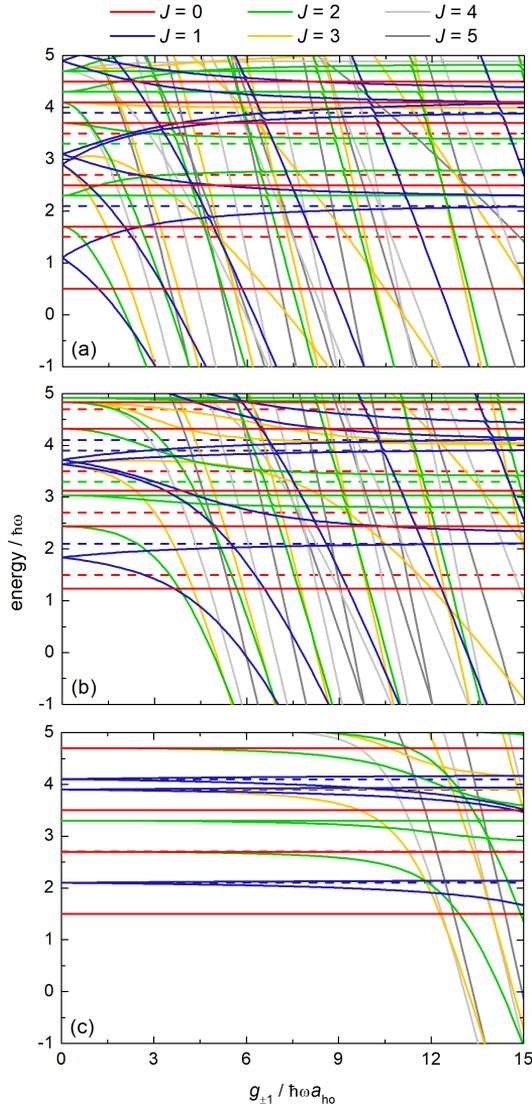 J = 0 J = 2 J = 4
J = 1 J = 3 J = 5
5
4
3
2
1
0
-1
(a)
5
4
3
2
1
0
-1
(b)
energy / ħω
5
4
3
2
1
0
-1
(c)
0 3 6 9 12 15
g±1 / ħωaho